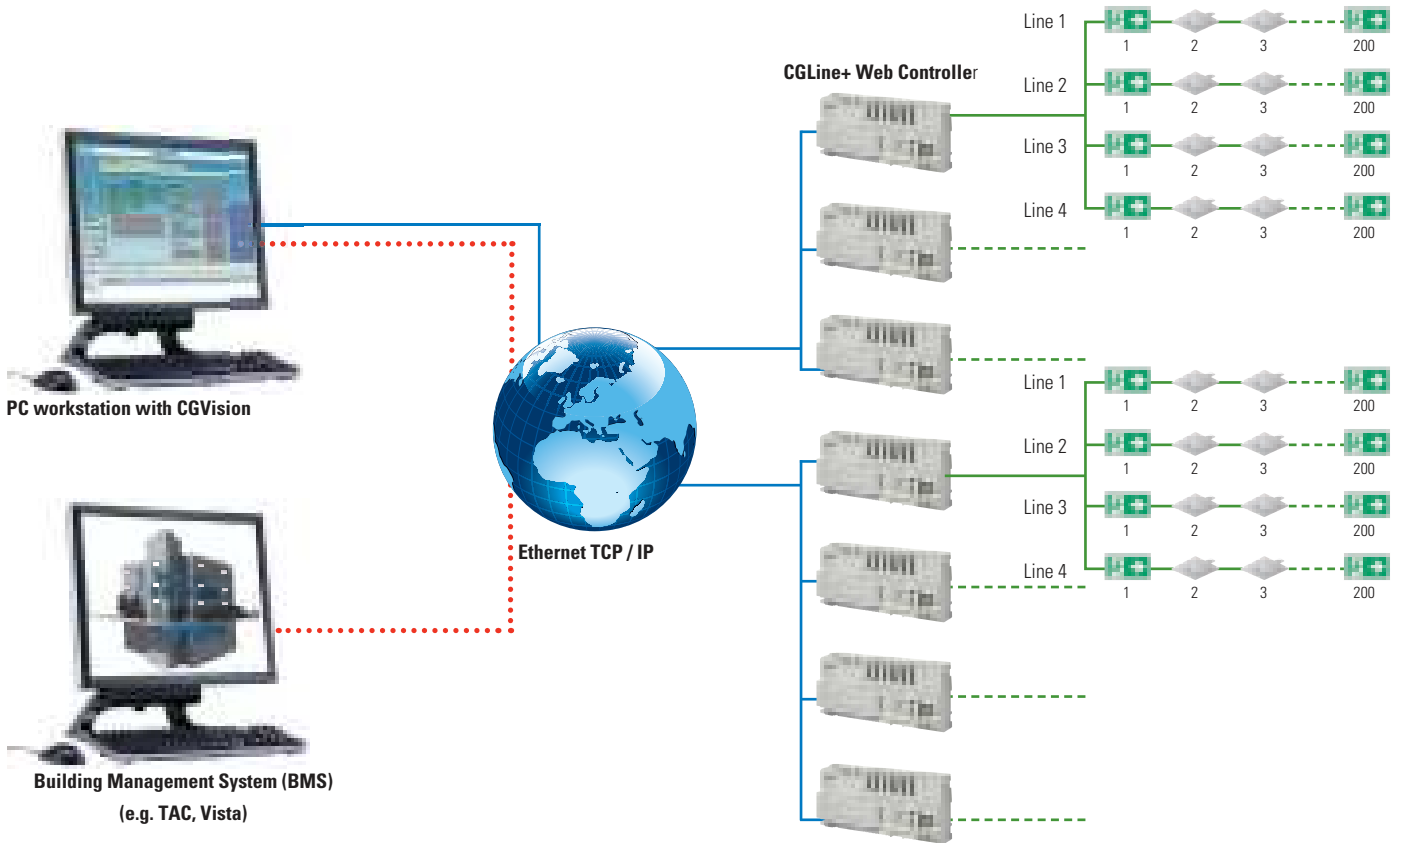 Line 1
1 2 3 200
CGLine+ Web Controller
Line 2
1 2 3 200
Line 3
1 2 3 200
Line 4
1 2 3 200
PC workstation with CGVision
Line 1
1 2 3 200
Line 2
1 2 3 200
Line 3
1 2 3 200
Ethernet TCP / IP
Line 4
1 2 3 200
Building Management System (BMS)
(e.g. TAC, Vista)